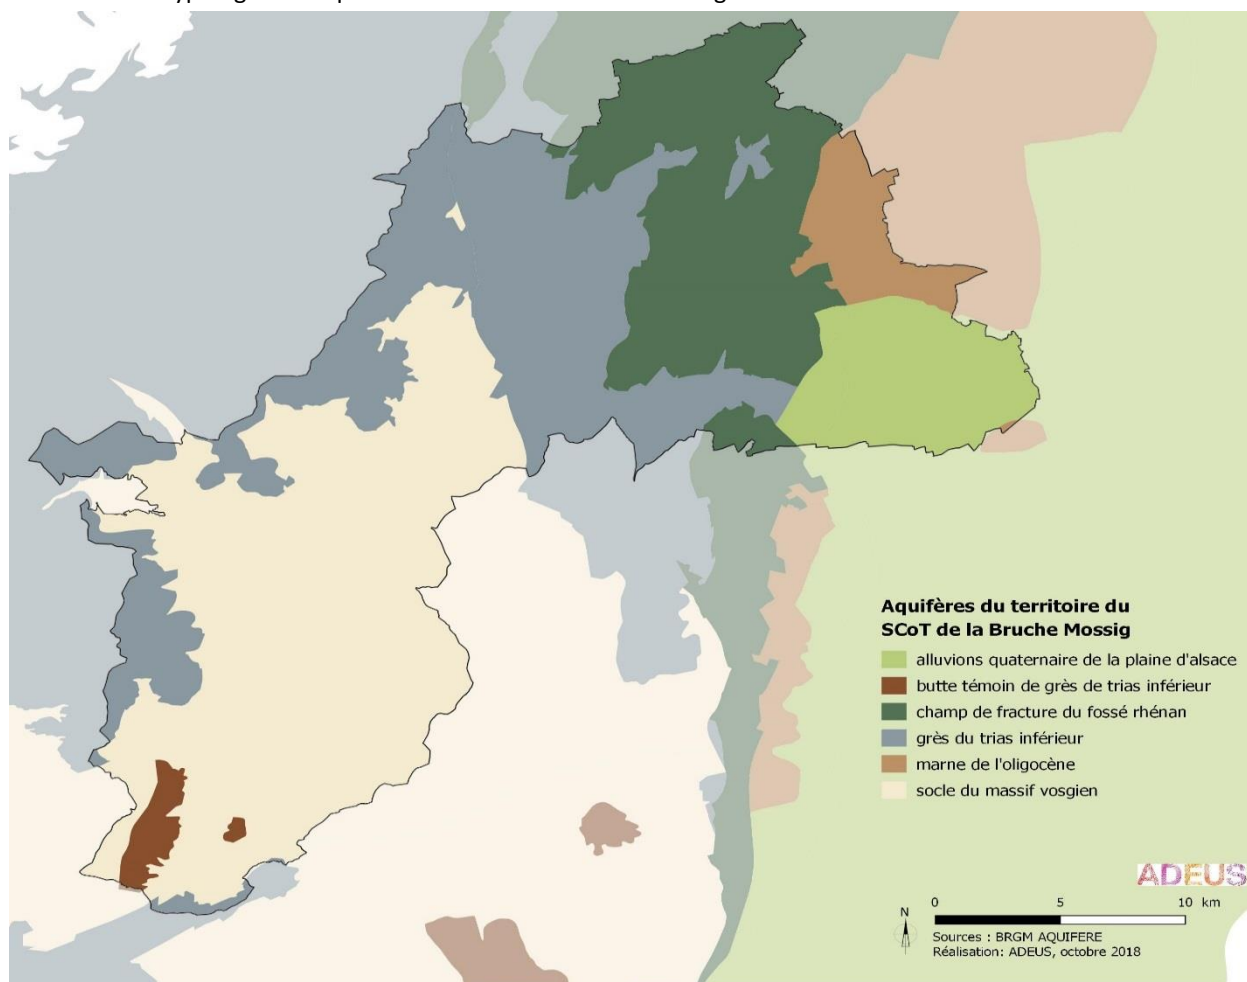 Aquifères du territoire du
SCoT de la Bruche Mossig
alluvions quaternaire de la plaine d'alsace
butte témoin de grès de trias inférieur
champ de fracture du fossé rhénan
grès du trias inférieur
marne de l'oligocène
socle du massif vosgien
ADEUS
N
0 5 10 km
Sources : BRGM AQUIFERE
Réalisation: ADEUS, octobre 2018